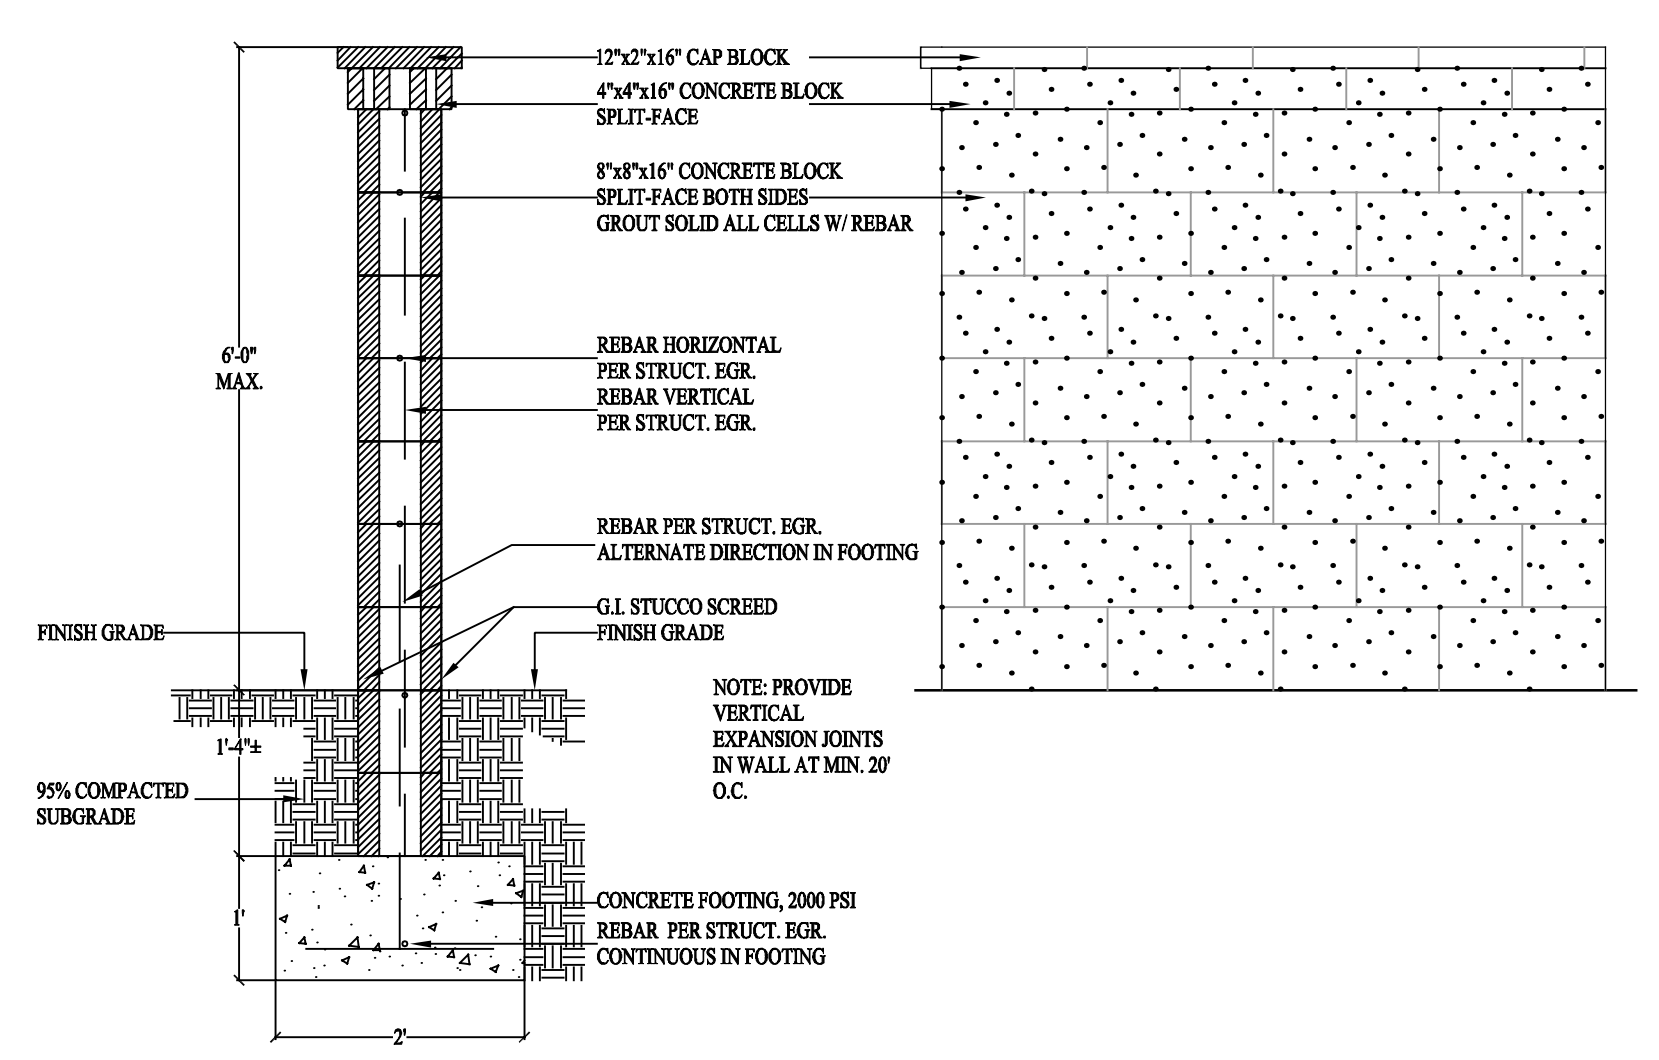 12"x2"x16" CAP BLOCK
4"x4"x16" CONCRETE BLOCK
SPLIT-FACE
8"x8"x16" CONCRETE BLOCK
SPLIT-FACE BOTH SIDES
GROUT SOLID ALL CELLS W/ REBAR
6'-0"
MAX.
REBAR HORIZONTAL
PER STRUCT. EGR.
REBAR VERTICAL
PER STRUCT. EGR.
REBAR PER STRUCT. EGR.
ALTERNATE DIRECTION IN FOOTING
G.I. STUCCO SCREED
FINISH GRADE
FINISH GRADE
NOTE: PROVIDE
VERTICAL
EXPANSION JOINTS
IN WALL AT MIN. 20'
O.C.
1'-4"±
95% COMPACTED
SUBGRADE
CONCRETE FOOTING, 2000 PSI
1'
REBAR PER STRUCT. EGR.
CONTINUOUS IN FOOTING
2'